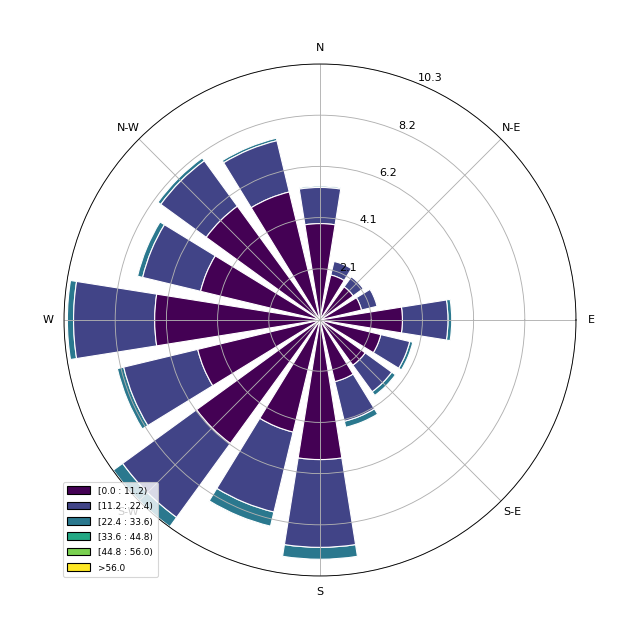 N
10.3
N-W
N-E
8.2
6.2
4.1
2.1
W
E
[0.0 : 11.2)
[11.2 : 22.4)
S-W
S-E
[22.4 : 33.6)
[33.6 : 44.8)
[44.8 : 56.0)
>56.0
S